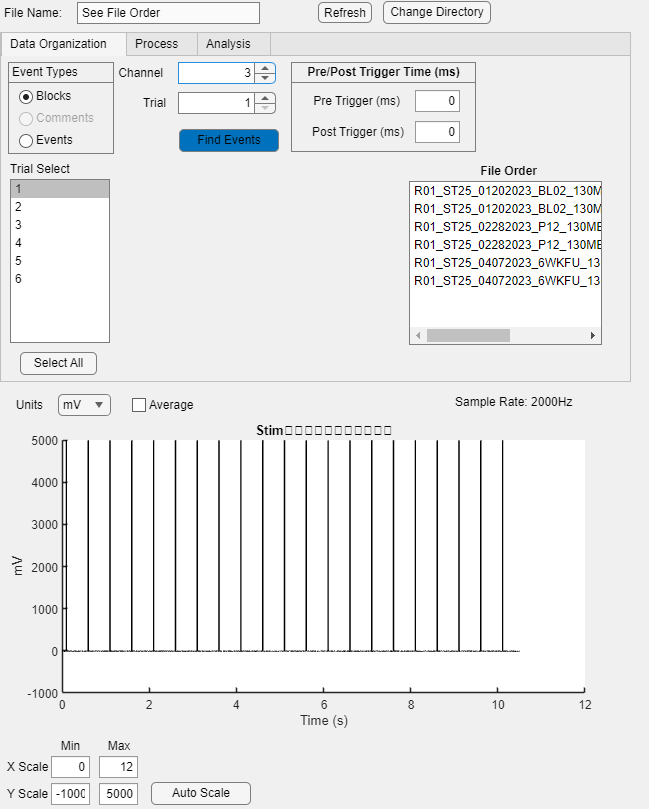 File Name: See File Order Refresh Change Directory
Data Organization Process Analysis
Event Types
Blocks
Comments
Events
Channel 3
Trial 1
Find Events
Pre/Post Trigger Time (ms)
Pre Trigger (ms) 0
Post Trigger (ms) 0
Trial Select
1
2
3
4
5
6
Select All
File Order
R01_ST25_01202023_BL02_130M
R01_ST25_01202023_BL02_130M
R01_ST25_02282023_P12_130ME
R01_ST25_02282023_P12_130ME
R01_ST25_04072023_6WKFU_13
R01_ST25_04072023_6WKFU_13
Units mV Average Sample Rate: 2000Hz
Stim
5000
4000
3000
2000
1000
0
-1000
mV
0 2 4 6 8 10 12
Time (s)
Min Max
X Scale 0 12
Y Scale -1000 5000 Auto Scale